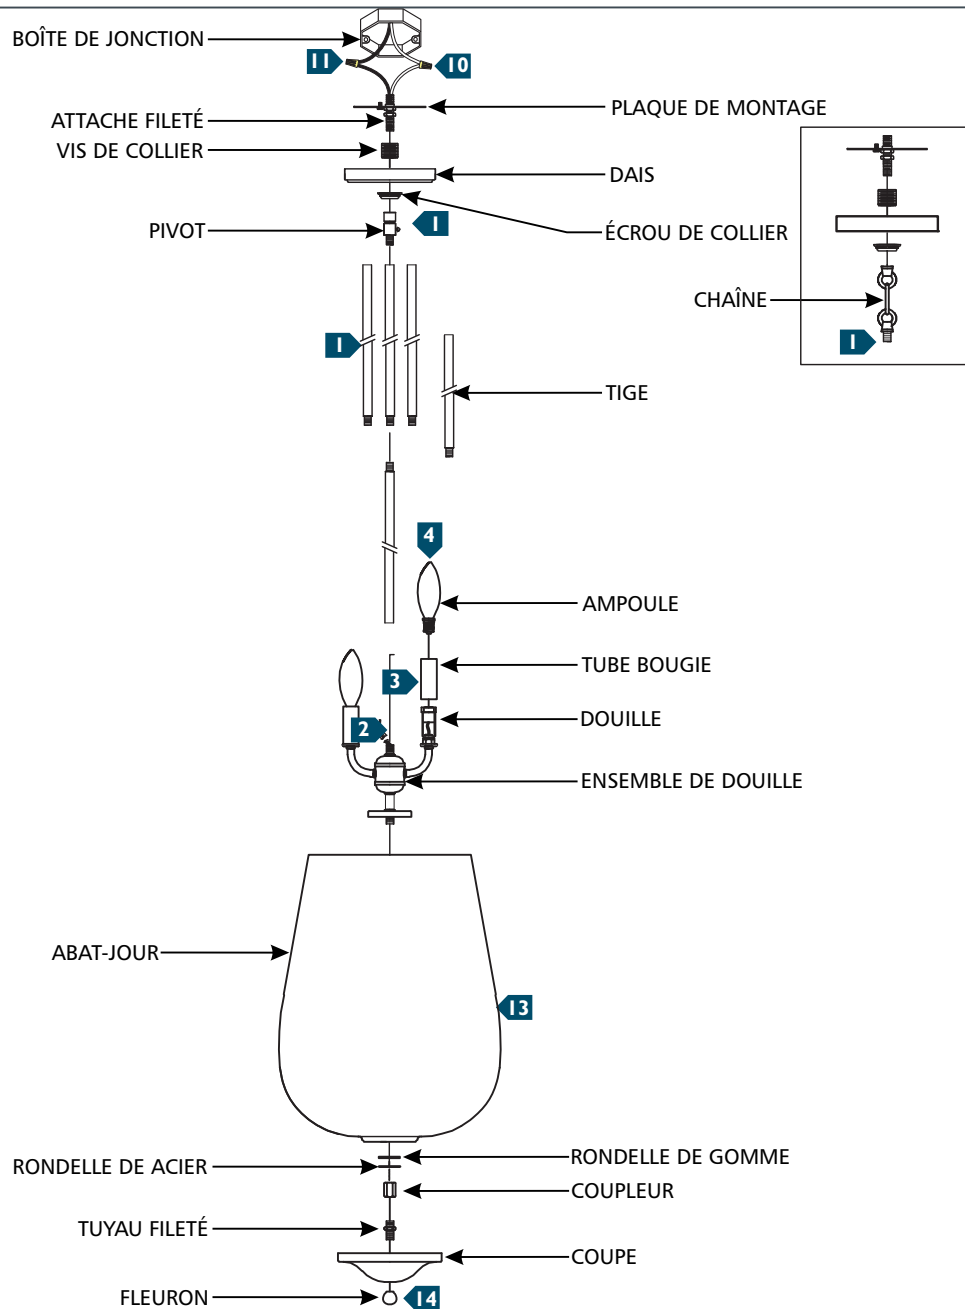 BOÎTE DE JONCTION
11
10
PLAQUE DE MONTAGE
ATTACHE FILETÉ
VIS DE COLLIER
DAIS
PIVOT
1
ÉCROU DE COLLIER
CHAÎNE
1
1
TIGE
4
AMPOULE
TUBE BOUGIE
3
DOUILLE
2
ENSEMBLE DE DOUILLE
ABAT-JOUR
13
RONDELLE DE GOMME
RONDELLE DE ACIER
COUPLEUR
TUYAU FILETÉ
COUPE
FLEURON
14